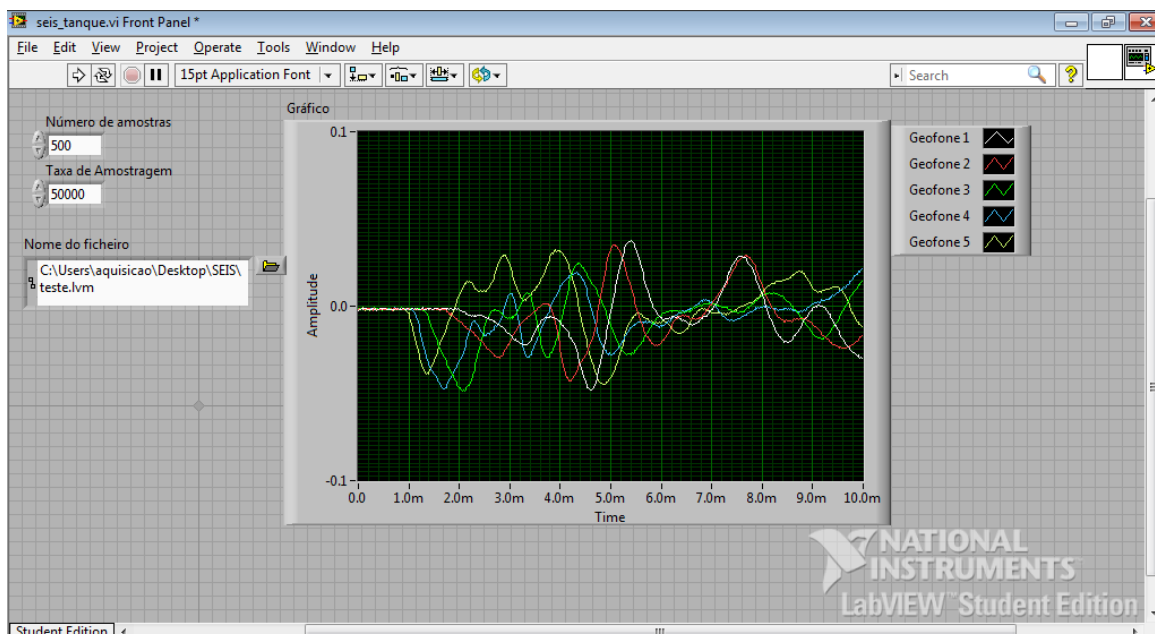 seis_tanque.vi Front Panel *
File Edit View Project Operate Tools Window Help
15pt Application Font
Search
Número de amostras
500
Taxa de Amostragem
50000
Nome do ficheiro
C:\Users\aquisicao\Desktop\SEIS\
teste.lvm
Gráfico
Amplitude
0.1
0.0
-0.1
0.0 1.0m 2.0m 3.0m 4.0m 5.0m 6.0m 7.0m 8.0m 9.0m 10.0m
Time
Geofone 1
Geofone 2
Geofone 3
Geofone 4
Geofone 5
NATIONAL
INSTRUMENTS
LabVIEW™ Student Edition
Student Edition